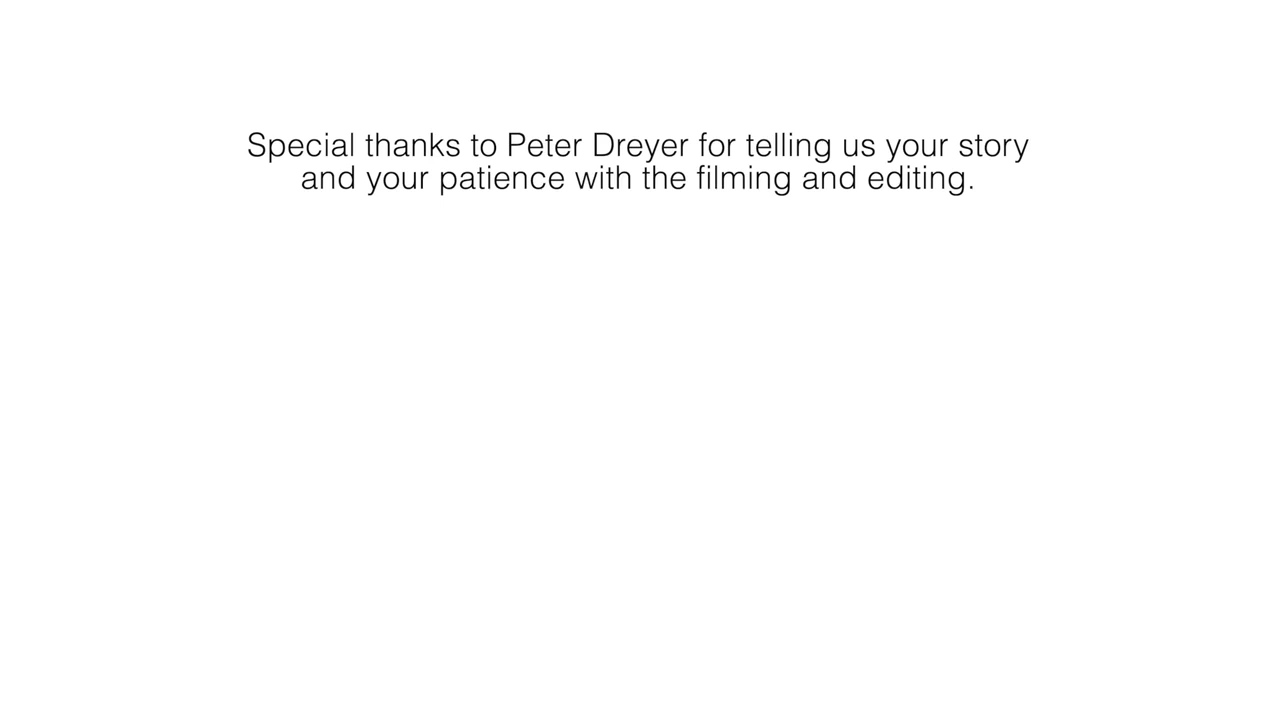 Special thanks to Peter Dreyer for telling us your story
and your patience with the filming and editing.